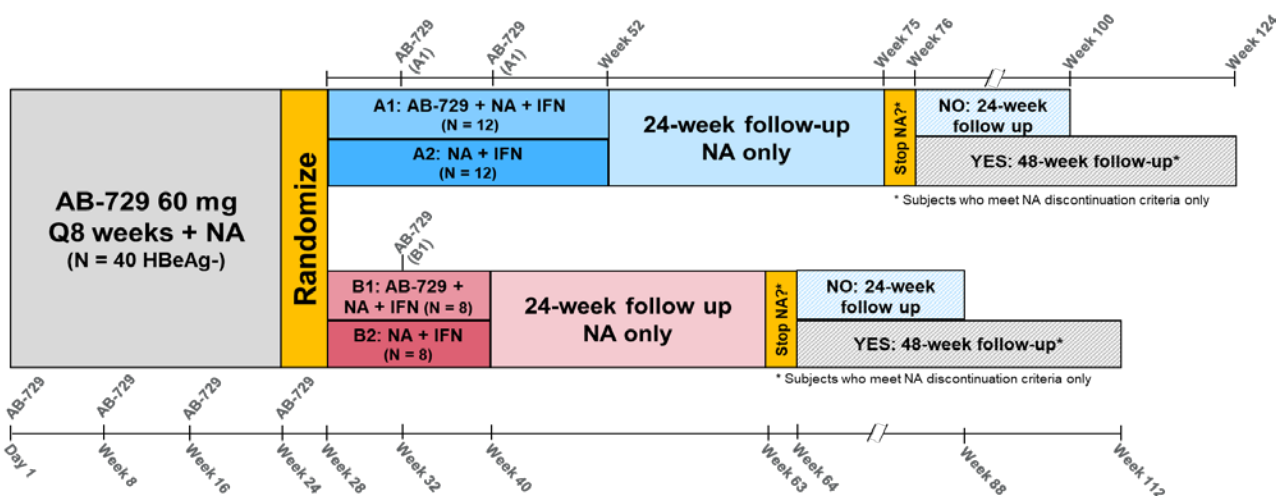 AB-729
(A1)
AB-729
(A1)
Week 52
Week 75
Week 76
Week 100
Week 124
AB-729 60 mg
Q8 weeks + NA
(N = 40 HBeAg-)
Randomize
A1: AB-729 + NA + IFN
(N = 12)
A2: NA + IFN
(N = 12)
24-week follow-up
NA only
Stop NA?*
NO: 24-week
follow up
YES: 48-week follow-up*
* Subjects who meet NA discontinuation criteria only
AB-729
(B1)
B1: AB-729 +
NA + IFN (N = 8)
B2: NA + IFN
(N = 8)
24-week follow up
NA only
Stop NA?*
NO: 24-week
follow up
YES: 48-week follow-up*
* Subjects who meet NA discontinuation criteria only
AB-729
AB-729
AB-729
AB-729
Day 1
Week 8
Week 16
Week 24
Week 28
Week 32
Week 40
Week 63
Week 64
Week 88
Week 112